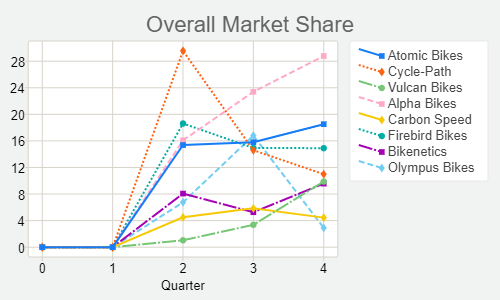 Overall Market Share
28
24
20
16
12
8
4
0
0 1 2 3 4
Quarter
Atomic Bikes
Cycle-Path
Vulcan Bikes
Alpha Bikes
Carbon Speed
Firebird Bikes
Bikenetics
Olympus Bikes